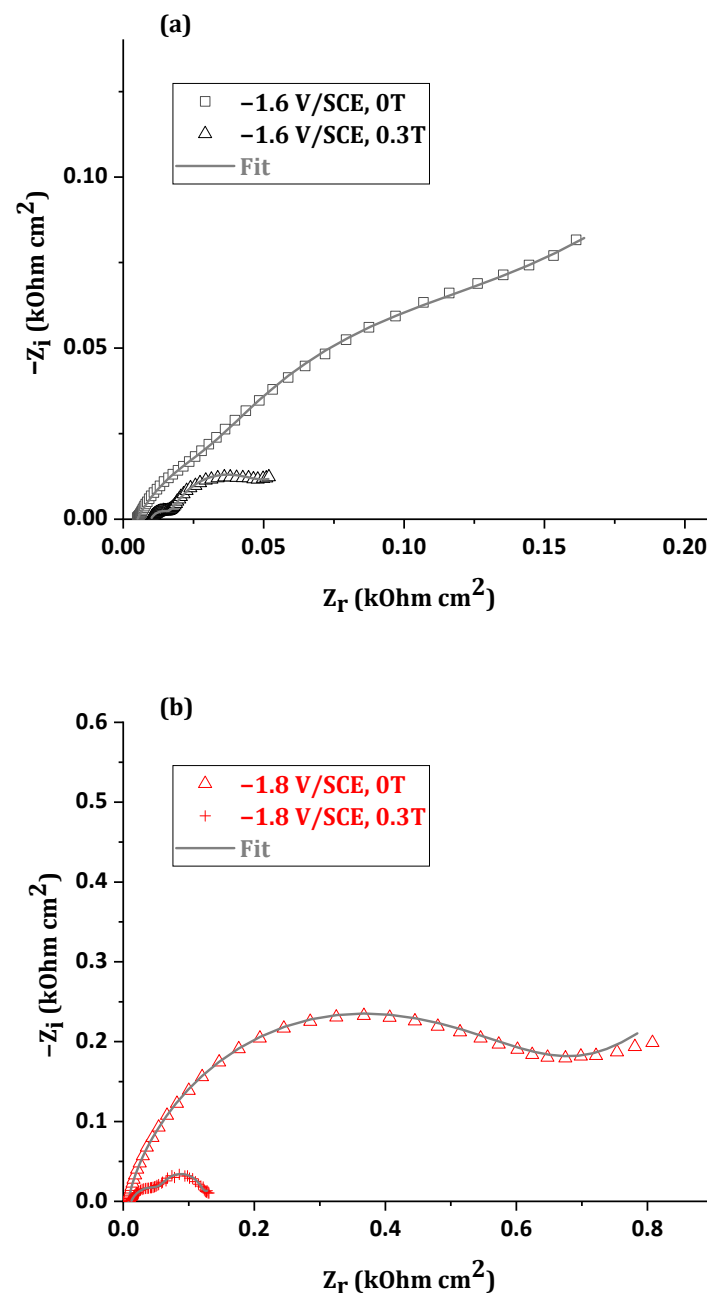 (a)
−1.6 V/SCE, 0T
−1.6 V/SCE, 0.3T
Fit
0.10
0.05
0.00
−Zᵢ (kOhm cm²)
0.00 0.05 0.10 0.15 0.20
Zᵣ (kOhm cm²)
(b)
0.6
−1.8 V/SCE, 0T
−1.8 V/SCE, 0.3T
Fit
0.5
0.4
0.3
0.2
0.1
0.0
−Zᵢ (kOhm cm²)
0.0 0.2 0.4 0.6 0.8
Zᵣ (kOhm cm²)